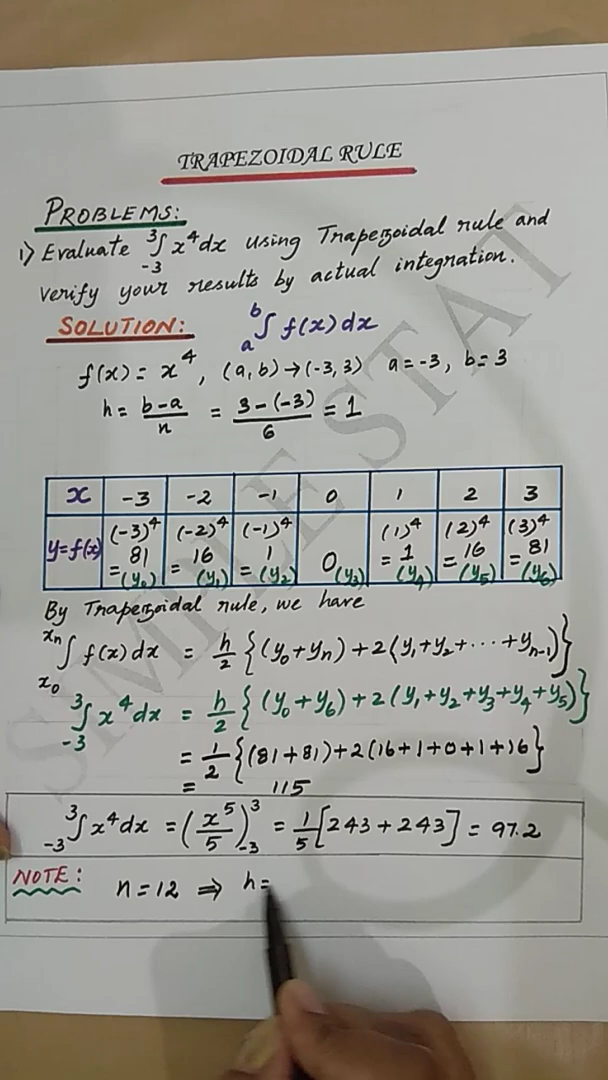 TRAPEZOIDAL RULE
PROBLEMS:
1) Evaluate ₋₃∫³ x⁴dx using Trapezoidal rule and
verify your results by actual integration.
SOLUTION: ₐ∫ᵇ f(x)dx
f(x) = x⁴, (a,b)→(-3,3) a=-3, b=3
h = (b-a)/n = (3-(-3))/6 = 1
x -3 -2 -1 0 1 2 3
y=f(x) (-3)⁴ = 81 (y₀) (-2)⁴ = 16 (y₁) (-1)⁴ = 1 (y₂) 0 (y₃) (1)⁴ = 1 (y₄) (2)⁴ = 16 (y₅) (3)⁴ = 81 (y₆)
By Trapezoidal rule, we have
x₀∫xₙ f(x)dx = h/2 {(y₀+yₙ)+2(y₁+y₂+···+yₙ₋₁)}
₋₃∫³ x⁴dx = h/2 {(y₀+y₆)+2(y₁+y₂+y₃+y₄+y₅)}
= 1/2 {(81+81)+2(16+1+0+1+16}
= 115
₋₃∫³ x⁴dx = (x⁵/5)₋₃³ = 1/5[243+243] = 97.2
NOTE: n=12 ⇒ h=
SIMPLE STAT